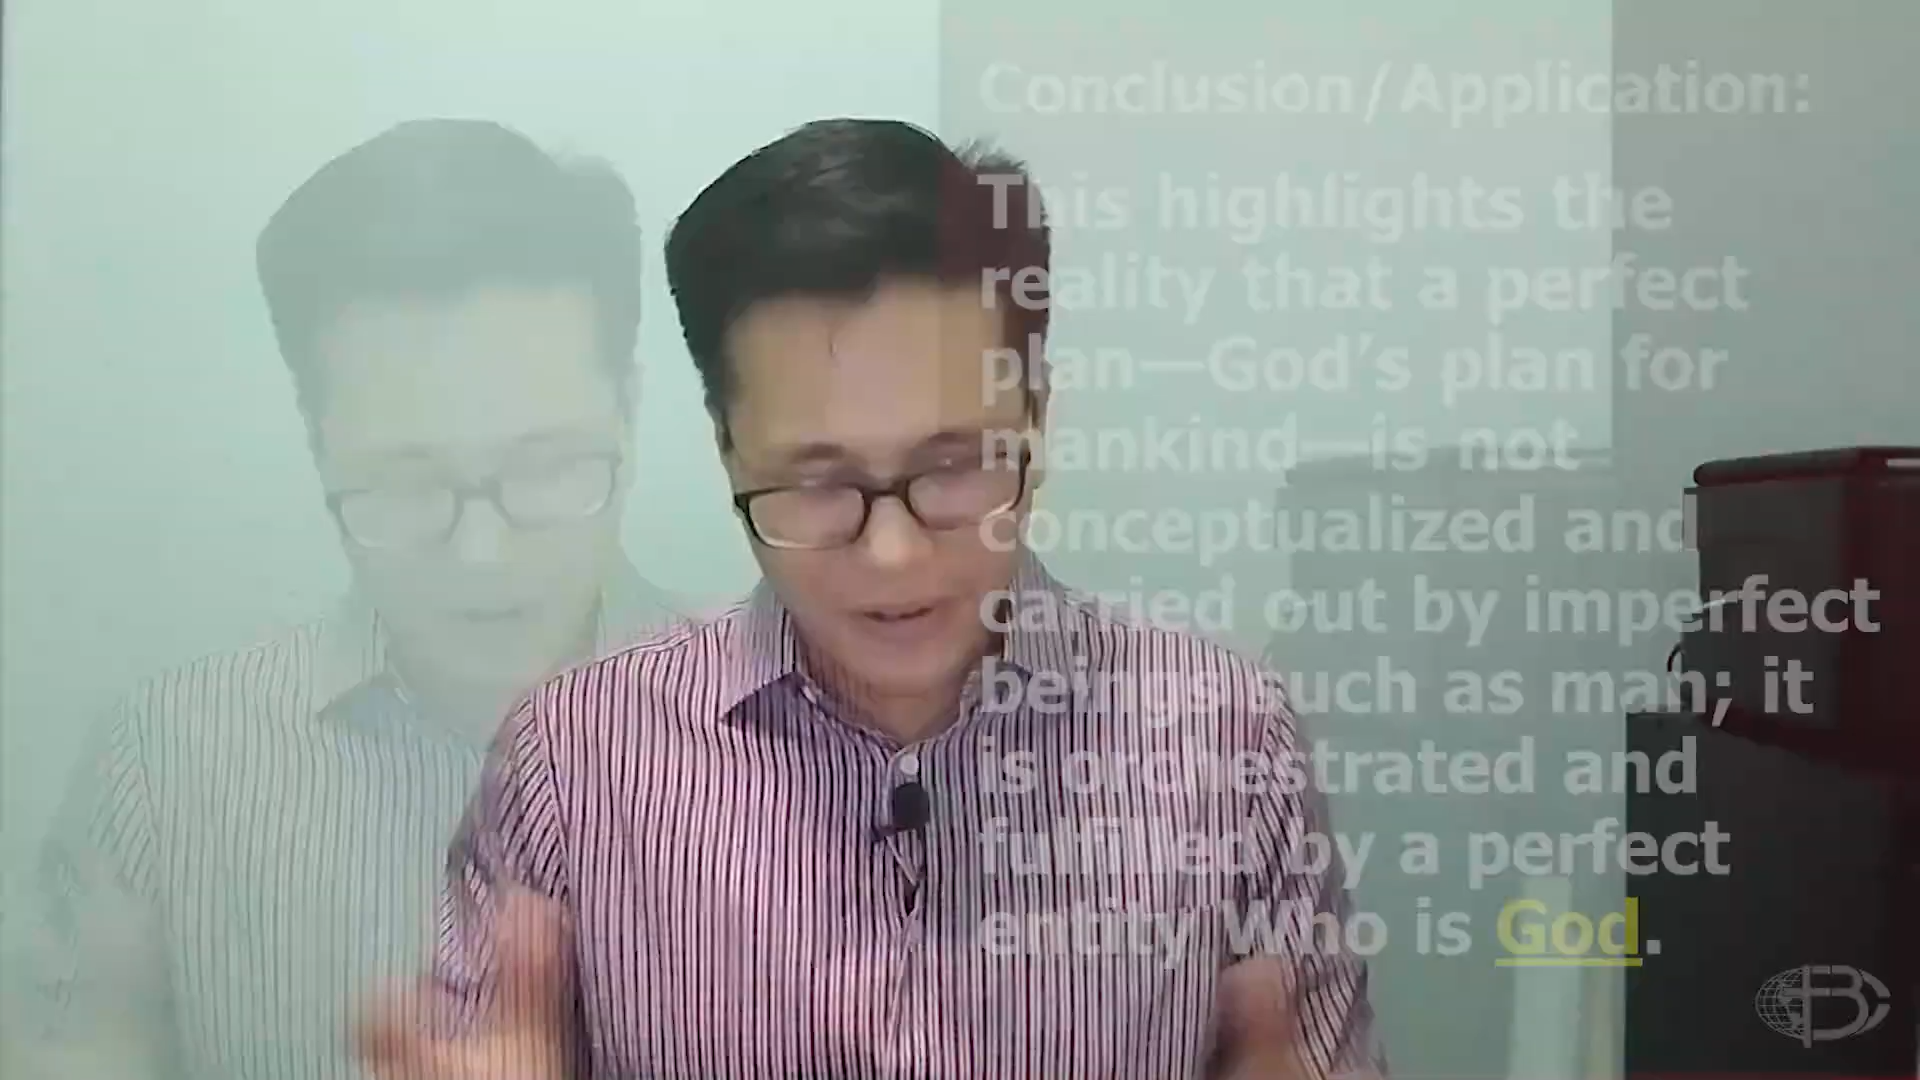 Conclusion/Application:
This highlights the
reality that a perfect
plan—God’s plan for
mankind—is not
conceptualized and
carried out by imperfect
beings such as man; it
is orchestrated and
fulfilled by a perfect
entity Who is God.